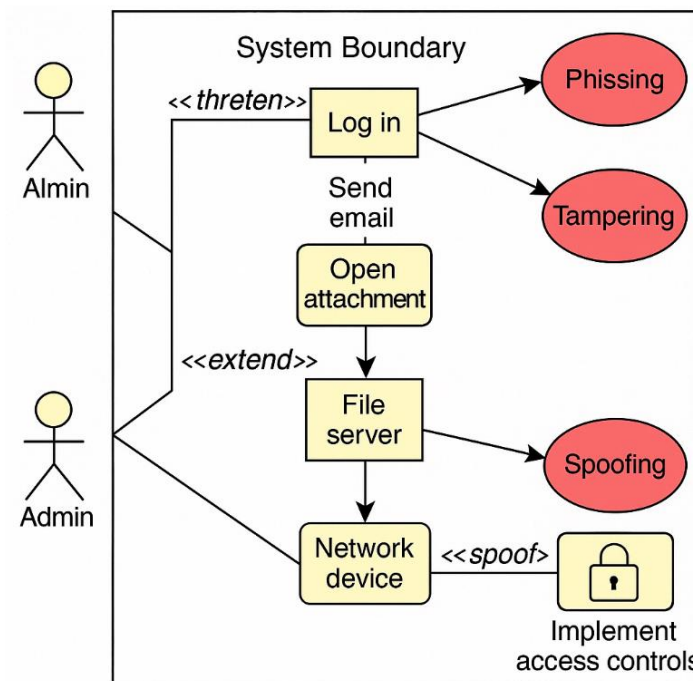 System Boundary
<<threten>>
Log in
Phissing
Almin
Send
email
Tampering
Open
attachment
<<extend>>
File
server
Admin
Spoofing
Network
device
<<spoof>
Implement
access controls